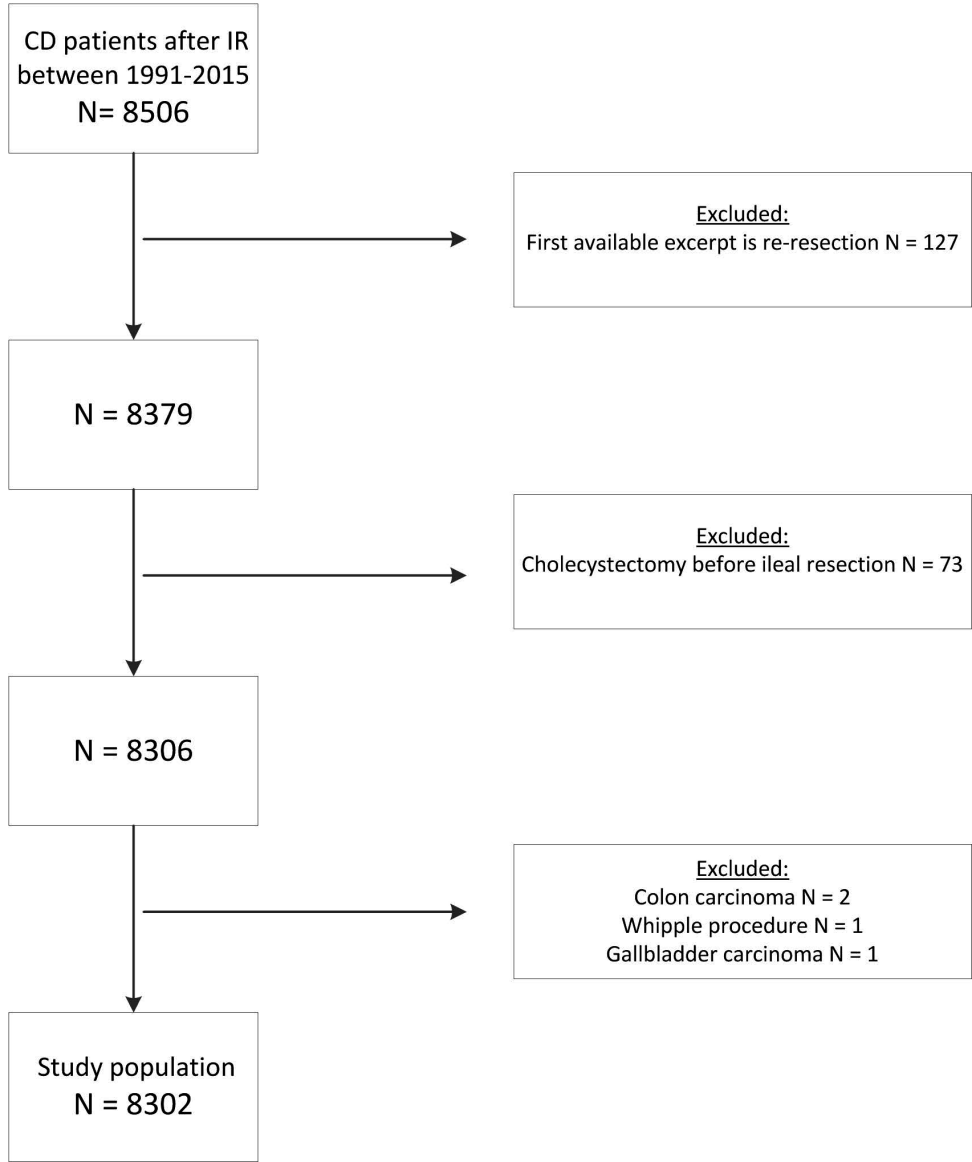 CD patients after IR
between 1991-2015
N= 8506
Excluded:
First available excerpt is re-resection N = 127
N = 8379
Excluded:
Cholecystectomy before ileal resection N = 73
N = 8306
Excluded:
Colon carcinoma N = 2
Whipple procedure N = 1
Gallbladder carcinoma N = 1
Study population
N = 8302